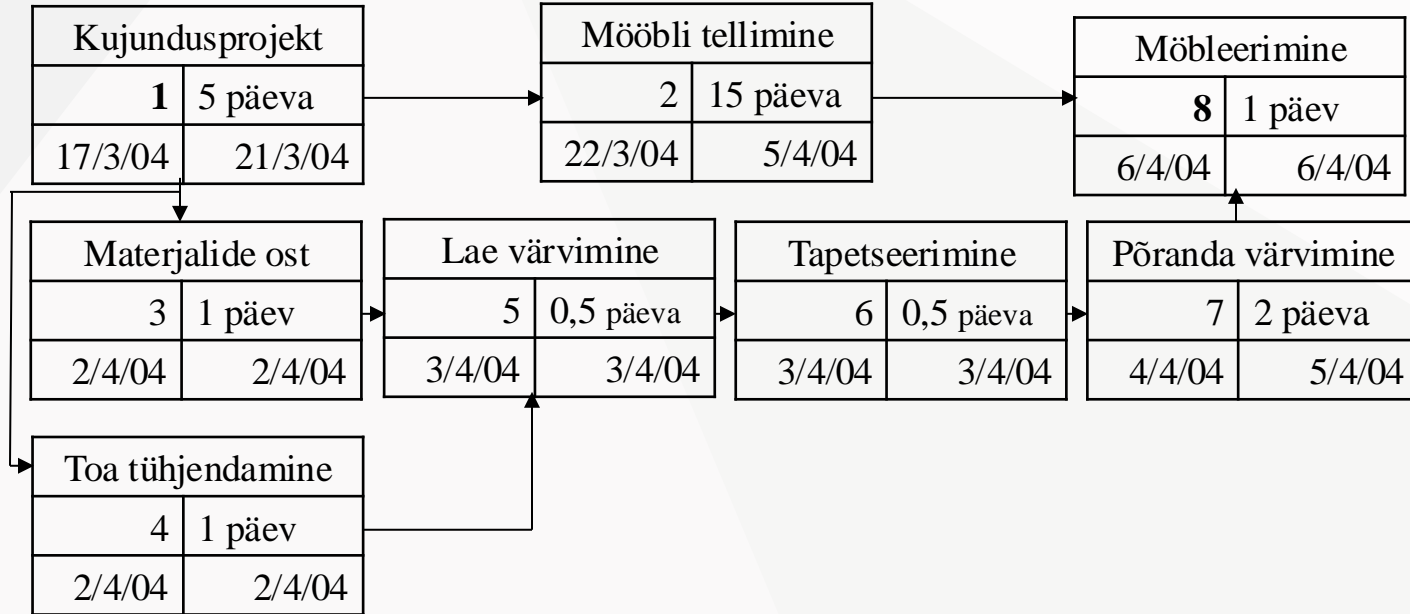 Kujundusprojekt
1 5 päeva
17/3/04 21/3/04
Mööbli tellimine
2 15 päeva
22/3/04 5/4/04
Möbleerimine
8 1 päev
6/4/04 6/4/04
Materjalide ost
3 1 päev
2/4/04 2/4/04
Lae värvimine
5 0,5 päeva
3/4/04 3/4/04
Tapetseerimine
6 0,5 päeva
3/4/04 3/4/04
Põranda värvimine
7 2 päeva
4/4/04 5/4/04
Toa tühjendamine
4 1 päev
2/4/04 2/4/04